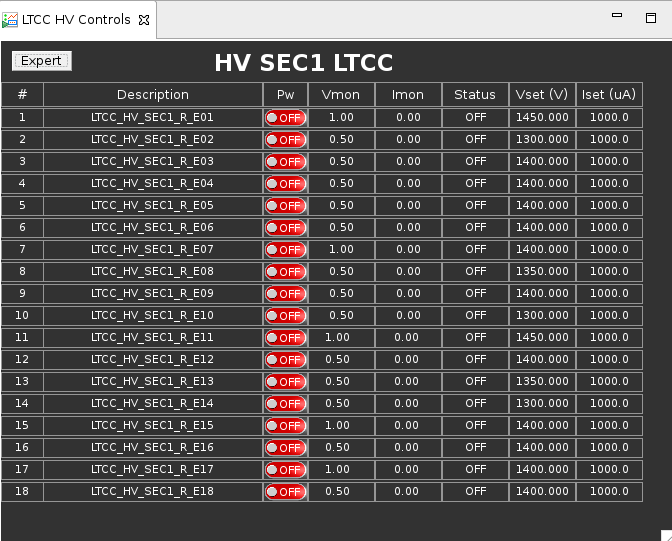 LTCC HV Controls
Expert
HV SEC1 LTCC
# Description Pw Vmon Imon Status Vset (V) Iset (uA)
1 LTCC_HV_SEC1_R_E01 OFF 1.00 0.00 OFF 1450.000 1000.0
2 LTCC_HV_SEC1_R_E02 OFF 0.50 0.00 OFF 1300.000 1000.0
3 LTCC_HV_SEC1_R_E03 OFF 0.50 0.00 OFF 1400.000 1000.0
4 LTCC_HV_SEC1_R_E04 OFF 0.50 0.00 OFF 1400.000 1000.0
5 LTCC_HV_SEC1_R_E05 OFF 0.50 0.00 OFF 1400.000 1000.0
6 LTCC_HV_SEC1_R_E06 OFF 0.50 0.00 OFF 1400.000 1000.0
7 LTCC_HV_SEC1_R_E07 OFF 1.00 0.00 OFF 1400.000 1000.0
8 LTCC_HV_SEC1_R_E08 OFF 0.50 0.00 OFF 1350.000 1000.0
9 LTCC_HV_SEC1_R_E09 OFF 0.50 0.00 OFF 1400.000 1000.0
10 LTCC_HV_SEC1_R_E10 OFF 0.50 0.00 OFF 1300.000 1000.0
11 LTCC_HV_SEC1_R_E11 OFF 1.00 0.00 OFF 1450.000 1000.0
12 LTCC_HV_SEC1_R_E12 OFF 0.50 0.00 OFF 1400.000 1000.0
13 LTCC_HV_SEC1_R_E13 OFF 0.50 0.00 OFF 1350.000 1000.0
14 LTCC_HV_SEC1_R_E14 OFF 0.50 0.00 OFF 1300.000 1000.0
15 LTCC_HV_SEC1_R_E15 OFF 1.00 0.00 OFF 1400.000 1000.0
16 LTCC_HV_SEC1_R_E16 OFF 0.50 0.00 OFF 1400.000 1000.0
17 LTCC_HV_SEC1_R_E17 OFF 1.00 0.00 OFF 1400.000 1000.0
18 LTCC_HV_SEC1_R_E18 OFF 0.50 0.00 OFF 1400.000 1000.0